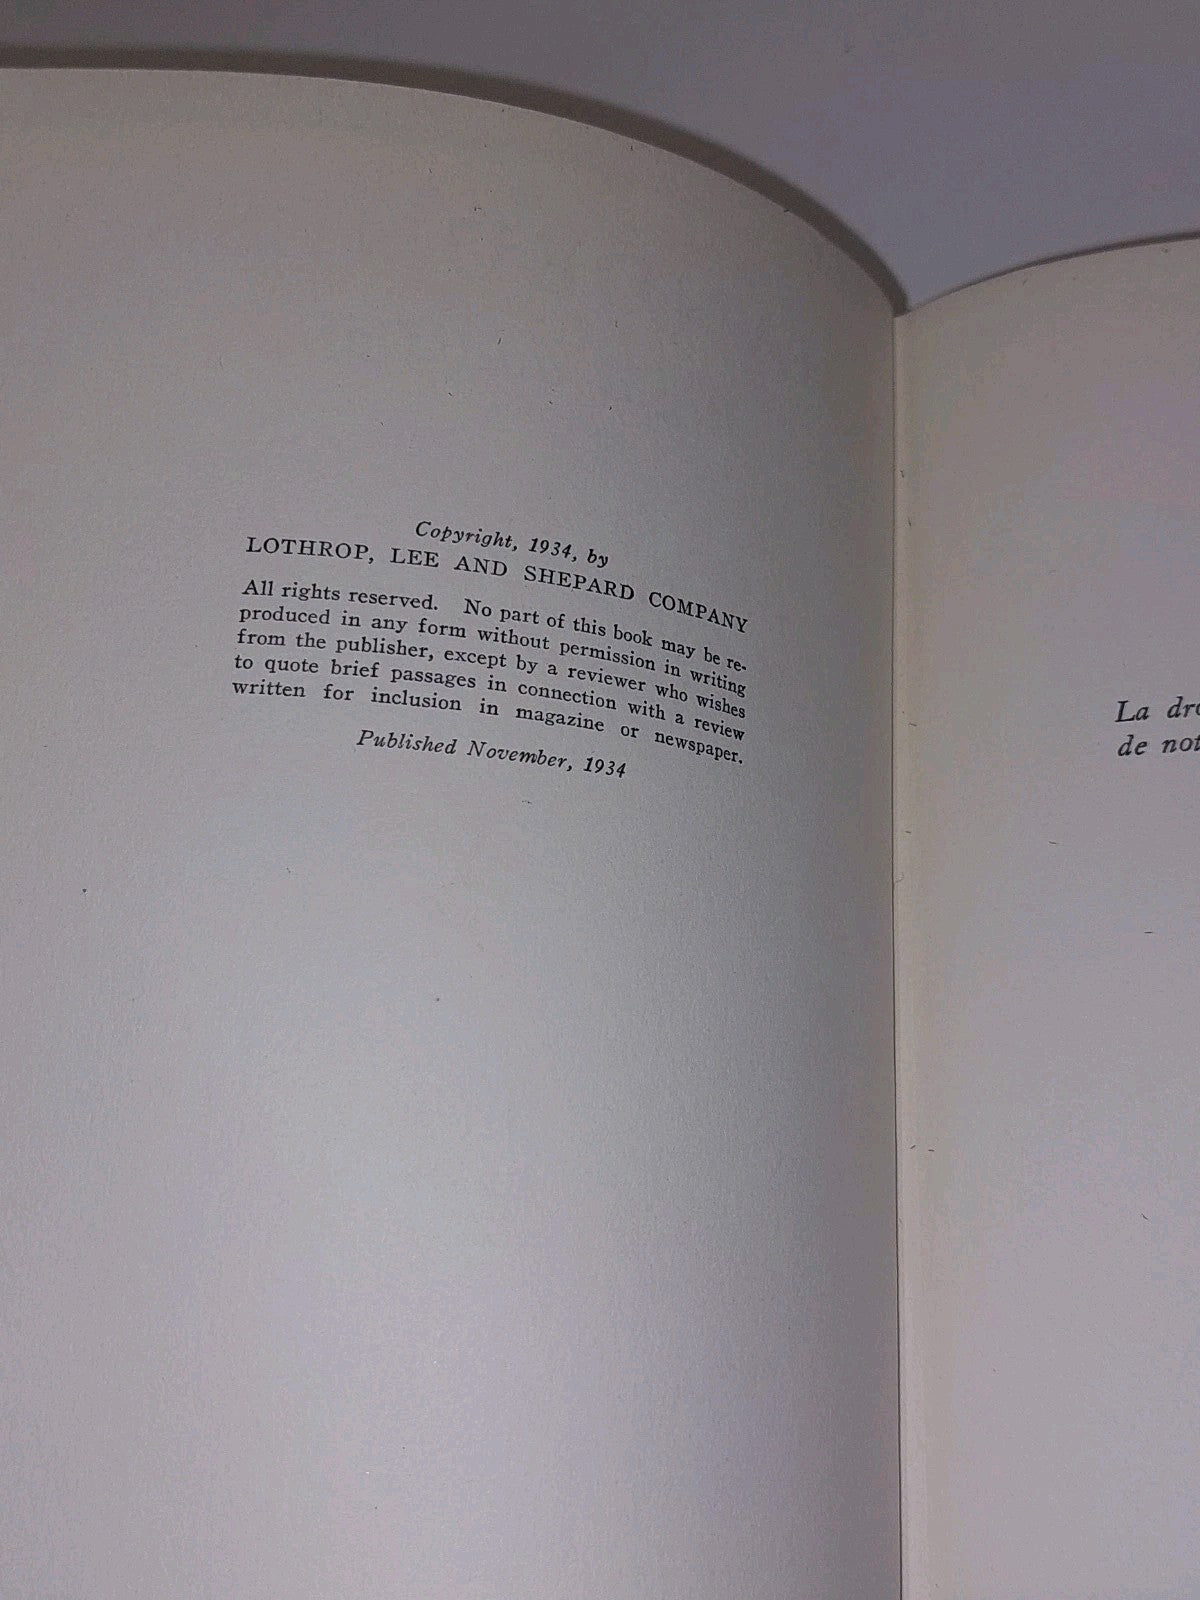 Copyright, 1934, by
LOTHROP, LEE AND SHEPARD COMPANY
All rights reserved. No part of this book may be re-
produced in any form without permission in writing
from the publisher, except by a reviewer who wishes
to quote brief passages in connection with a review
written for inclusion in magazine or newspaper.
Published November, 1934
La
de